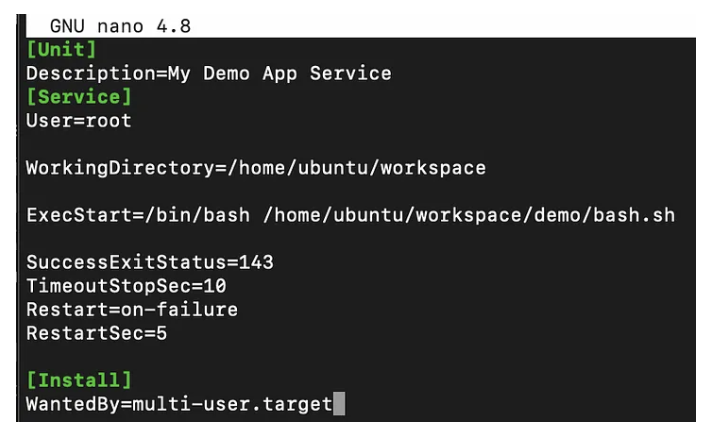 GNU nano 4.8
[Unit]
Description=My Demo App Service
[Service]
User=root
WorkingDirectory=/home/ubuntu/workspace
ExecStart=/bin/bash /home/ubuntu/workspace/demo/bash.sh
SuccessExitStatus=143
TimeoutStopSec=10
Restart=on-failure
RestartSec=5
[Install]
WantedBy=multi-user.target